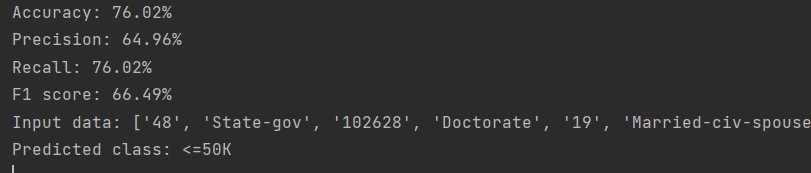 Accuracy: 76.02%
Precision: 64.96%
Recall: 76.02%
F1 score: 66.49%
Input data: ['48', 'State-gov', '102628', 'Doctorate', '19', 'Married-civ-spouse
Predicted class: <=50K